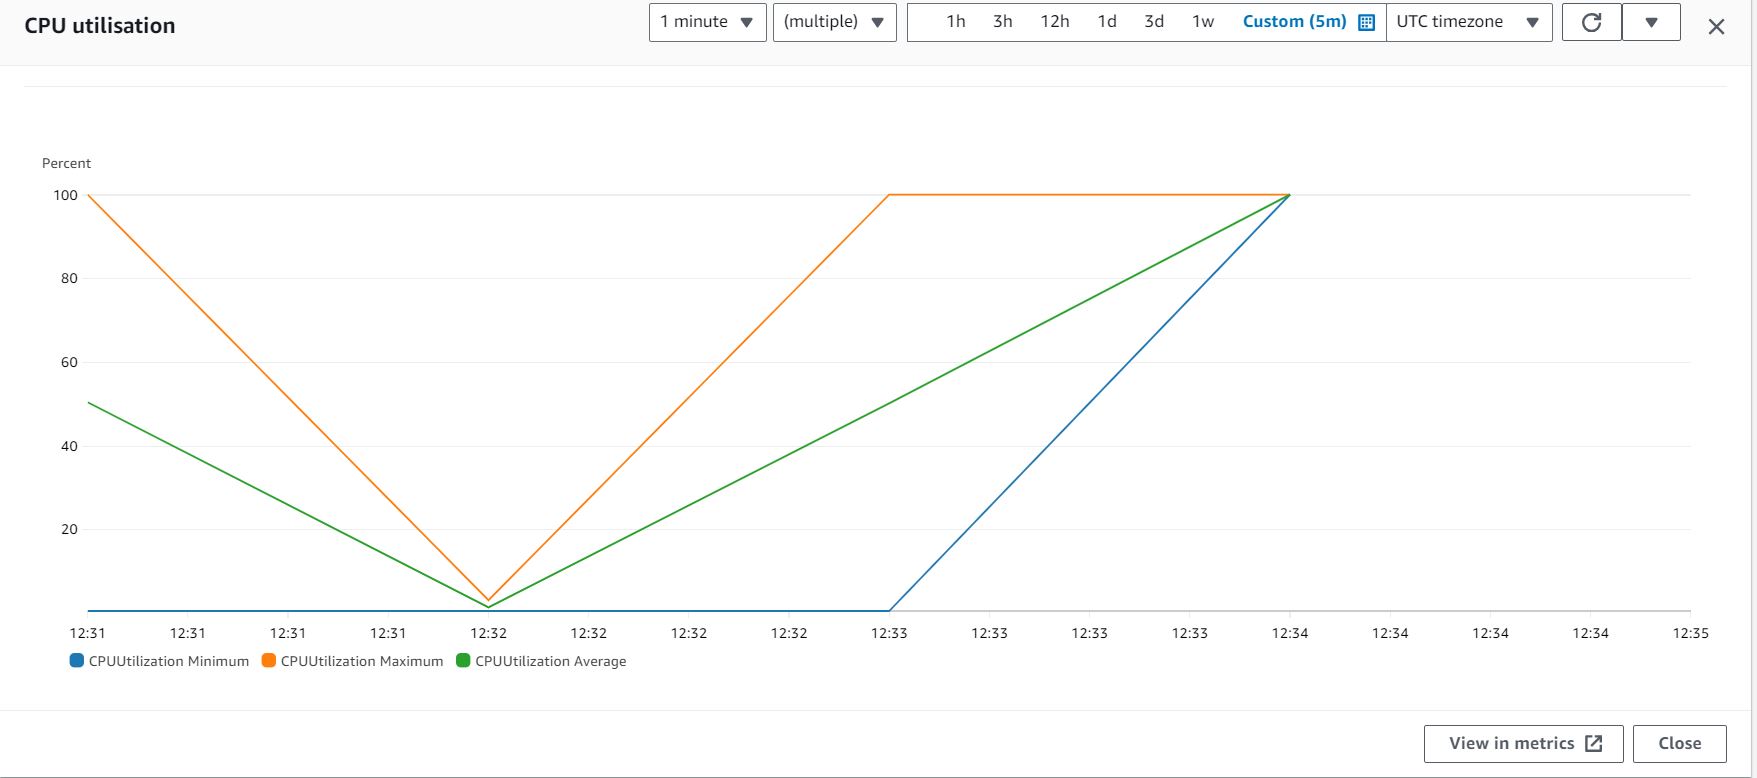 CPU utilisation 1 minute (multiple) 1h 3h 12h 1d 3d 1w Custom (5m) UTC timezone
Percent
100
80
60
40
20
12:31 12:31 12:31 12:31 12:32 12:32 12:32 12:32 12:33 12:33 12:33 12:33 12:34 12:34 12:34 12:34 12:35
CPUUtilization Minimum CPUUtilization Maximum CPUUtilization Average
View in metrics Close